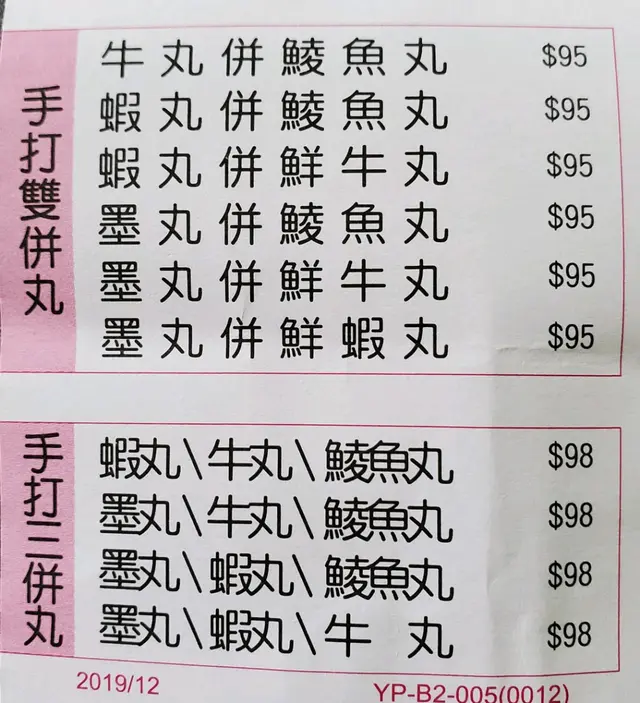 手打雙併丸
牛丸併鯪魚丸 $95
蝦丸併鯪魚丸 $95
蝦丸併鮮牛丸 $95
墨丸併鯪魚丸 $95
墨丸併鮮牛丸 $95
墨丸併鮮蝦丸 $95
手打三併丸
蝦丸\牛丸\鯪魚丸 $98
墨丸\牛丸\鯪魚丸 $98
墨丸\蝦丸\鯪魚丸 $98
墨丸\蝦丸\牛丸 $98
2019/12
YP-B2-005(0012)